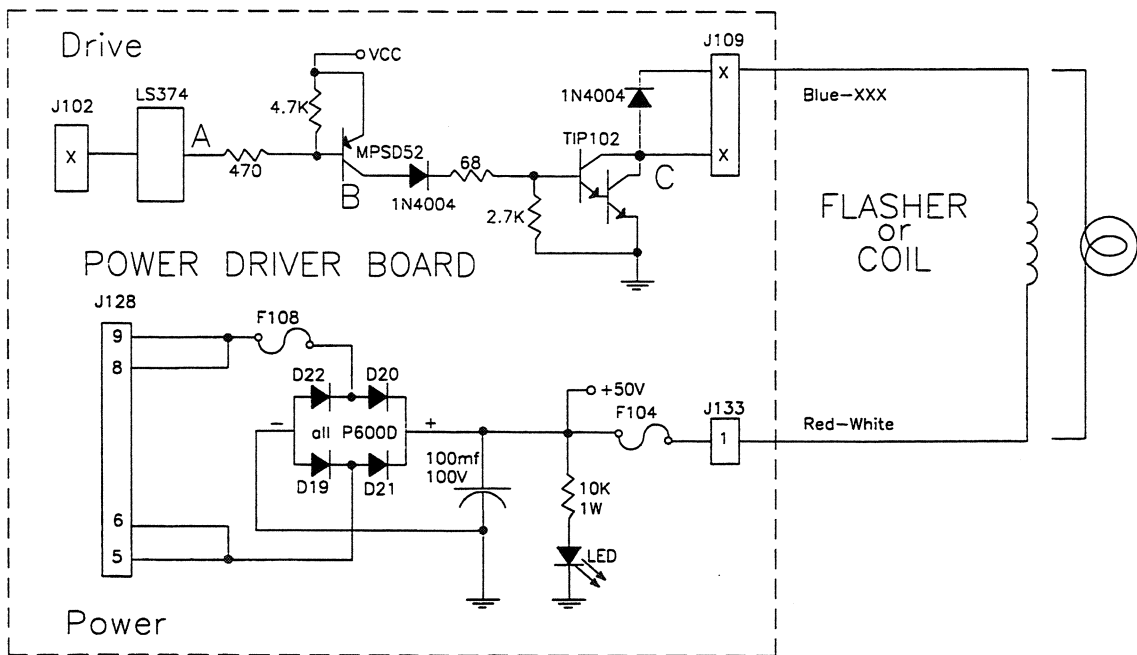 Drive
J109
VCC
LS374
X
J102
4.7K
1N4004
Blue-XXX
A
TIP102
X
MPSD52
68
X
470
B
C
1N4004
2.7K
FLASHER
or
COIL
POWER DRIVER BOARD
J128
F108
9
8
D22
D20
+50V
F104
J133
-
all
P600D
+
Red-White
1
100mf
100V
D19
D21
10K
1W
6
5
LED
Power